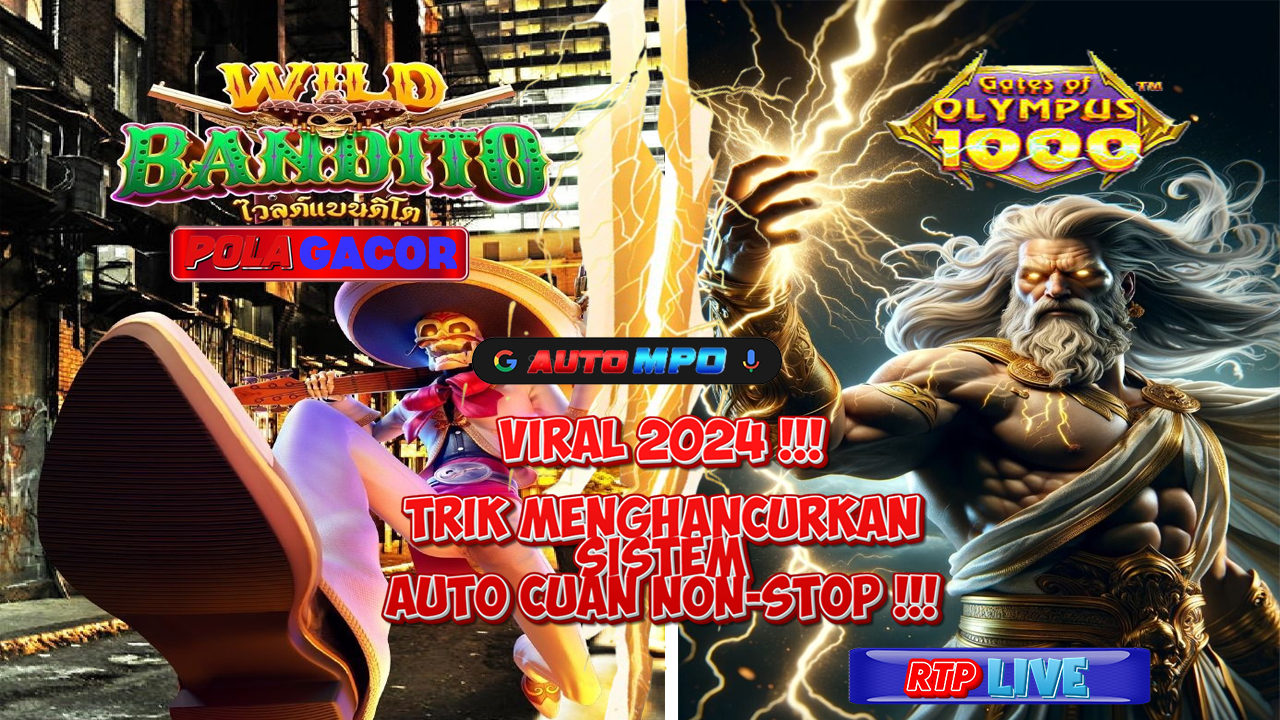 WILD
BANDITO
ไวลด์แบนดิโต
POLA GACOR
Gates of
OLYMPUS
1000
TM
G AUTO MPO
VIRAL 2024 !!!
TRIK MENGHANCURKAN
SISTEM
AUTO CUAN NON-STOP !!!
RTP LIVE